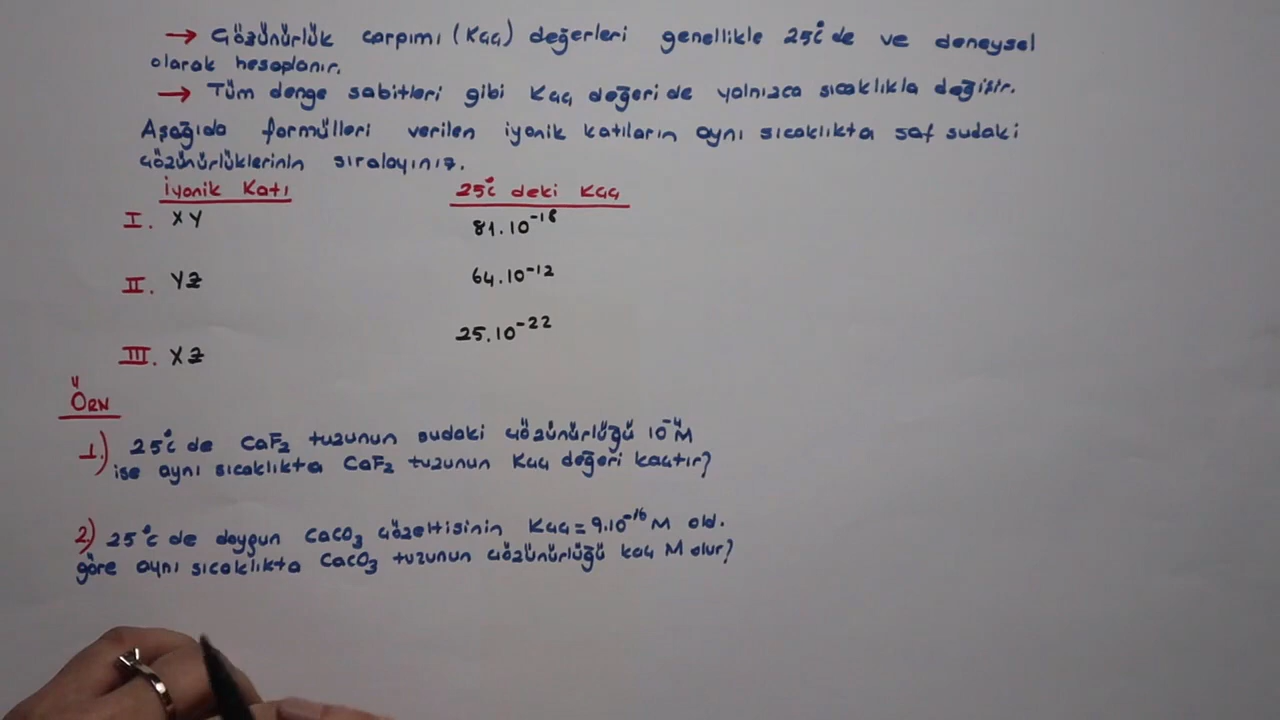 → Çözünürlük çarpımı (Kçç) değerleri genellikle 25°C de ve deneysel
olarak hesaplanır.
→ Tüm denge sabitleri gibi Kçç değeri de yalnızca sıcaklıkla değişir.
Aşağıda formülleri verilen iyonik katıların aynı sıcaklıkta saf sudaki
çözünürlüklerinin sıralayınız.
İyonik Katı 25°C deki Kçç
I. XY 81.10⁻¹⁸
II. YZ 64.10⁻¹²
III. XZ 25.10⁻²²
ÖRN
1.) 25°C de CaF₂ tuzunun sudaki çözünürlüğü 10⁻⁴M
ise aynı sıcaklıkta CaF₂ tuzunun Kçç değeri kaçtır?
2.) 25°C de doygun CaCO₃ çözeltisinin Kçç=9.10⁻¹⁶M old.
göre aynı sıcaklıkta CaCO₃ tuzunun çözünürlüğü kaç M olur?